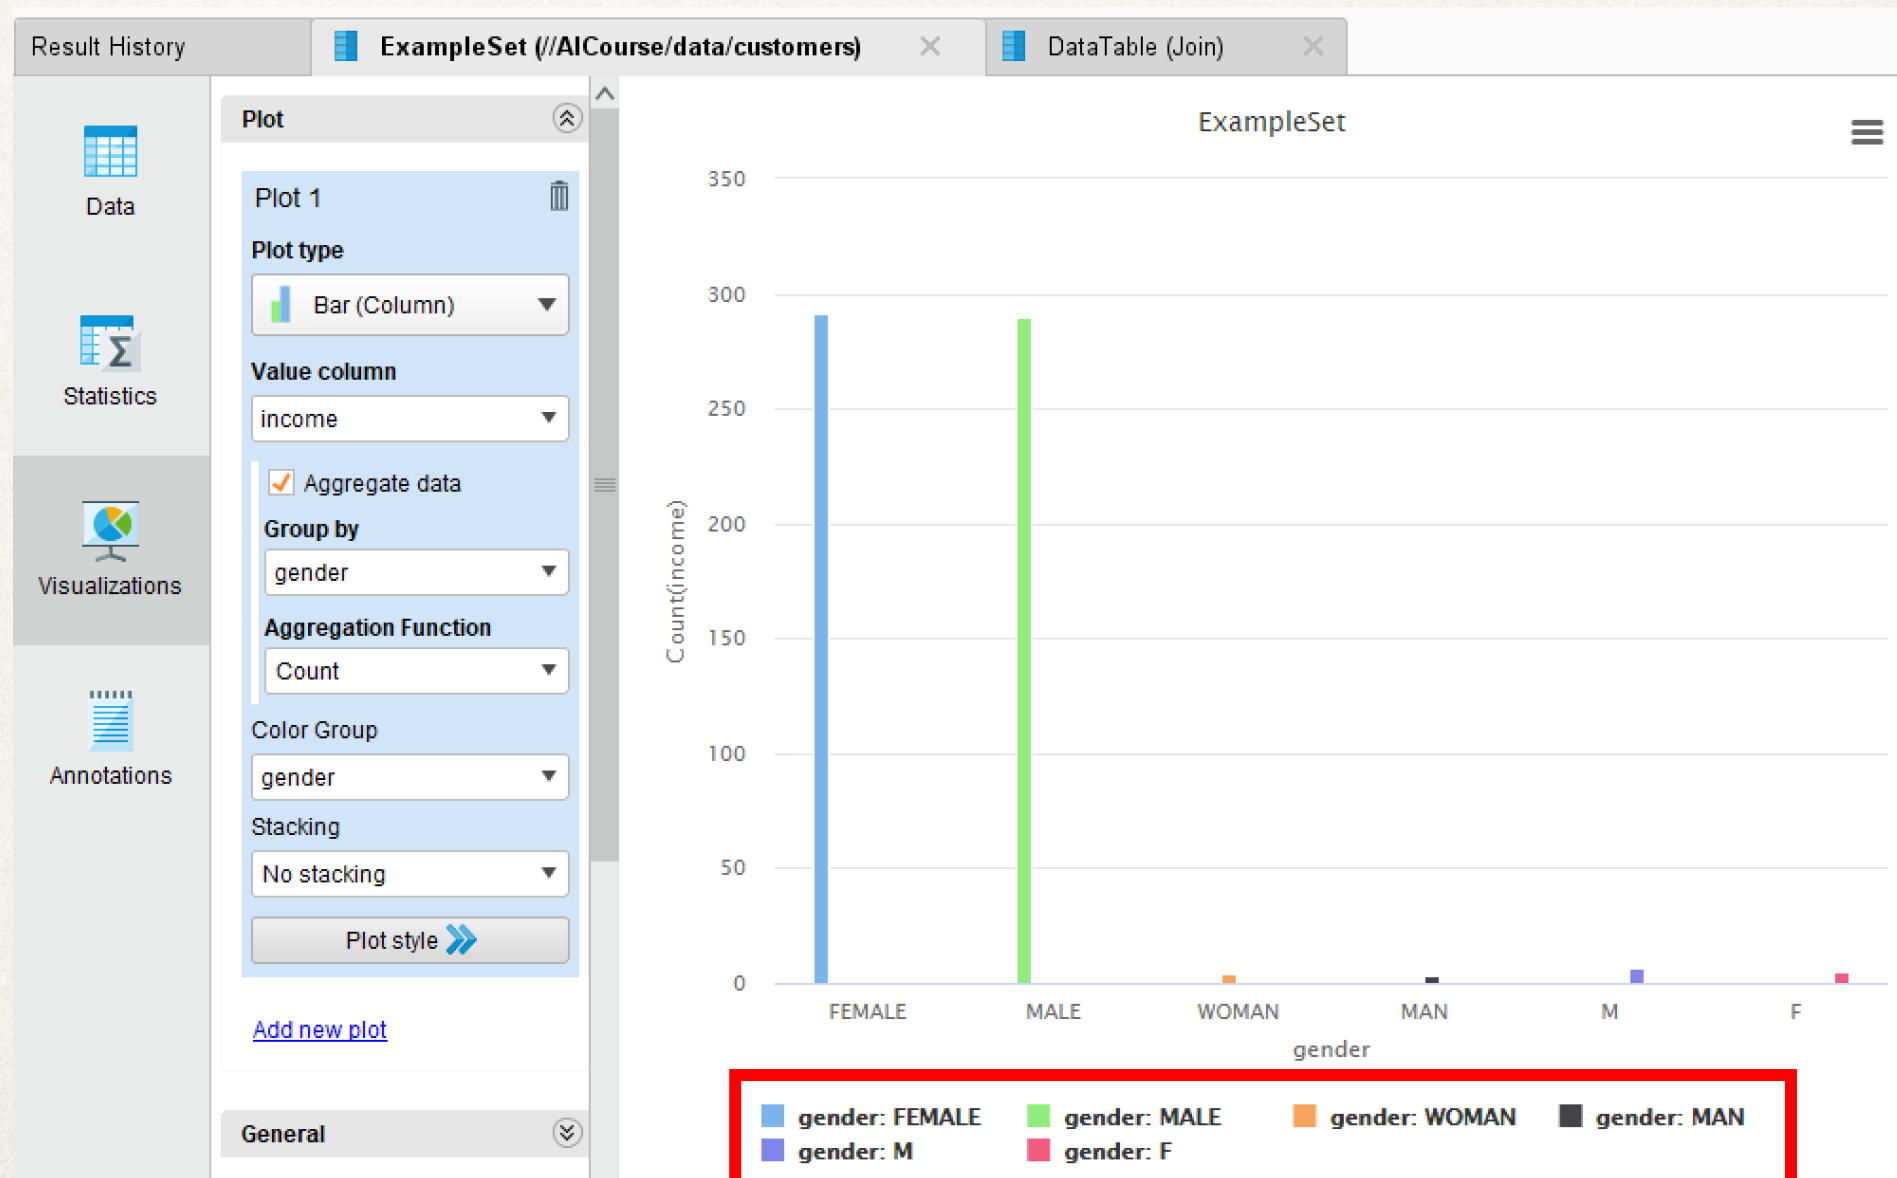 Result History
ExampleSet (//AICourse/data/customers)
DataTable (Join)
Data
Statistics
Visualizations
Annotations
Plot
Plot 1
Plot type
Bar (Column)
Value column
income
Aggregate data
Group by
gender
Aggregation Function
Count
Color Group
gender
Stacking
No stacking
Plot style
Add new plot
General
ExampleSet
350
300
250
200
150
100
50
0
Count(income)
FEMALE MALE WOMAN MAN M F
gender
gender: FEMALE gender: MALE gender: WOMAN gender: MAN
gender: M gender: F